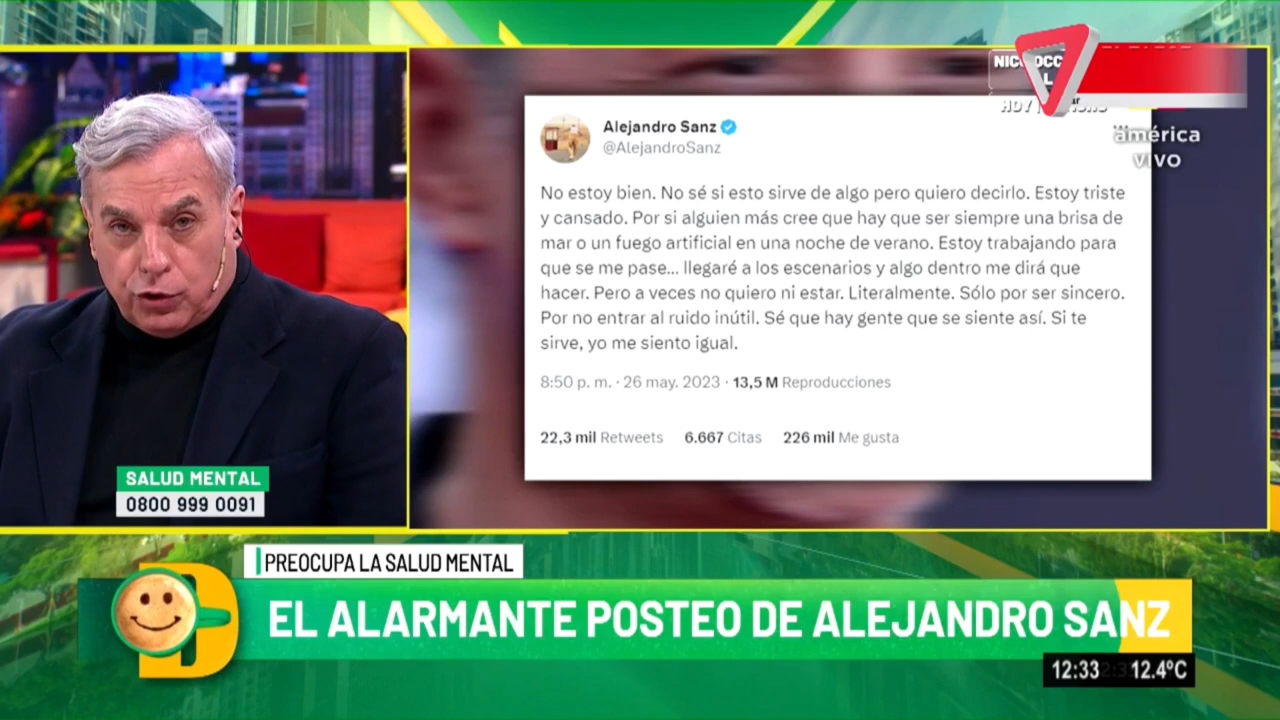 NIC OCC
L
HOY
américa
VIVO
Alejandro Sanz
@AlejandroSanz
No estoy bien. No sé si esto sirve de algo pero quiero decirlo. Estoy triste
y cansado. Por si alguien más cree que hay que ser siempre una brisa de
mar o un fuego artificial en una noche de verano. Estoy trabajando para
que se me pase... llegaré a los escenarios y algo dentro me dirá que
hacer. Pero a veces no quiero ni estar. Literalmente. Sólo por ser sincero.
Por no entrar al ruido inútil. Sé que hay gente que se siente así. Si te
sirve, yo me siento igual.
8:50 p. m. · 26 may. 2023 · 13,5 M Reproducciones
22,3 mil Retweets 6.667 Citas 226 mil Me gusta
SALUD MENTAL
0800 999 0091
PREOCUPA LA SALUD MENTAL
D
EL ALARMANTE POSTEO DE ALEJANDRO SANZ
12:33 12.4°C